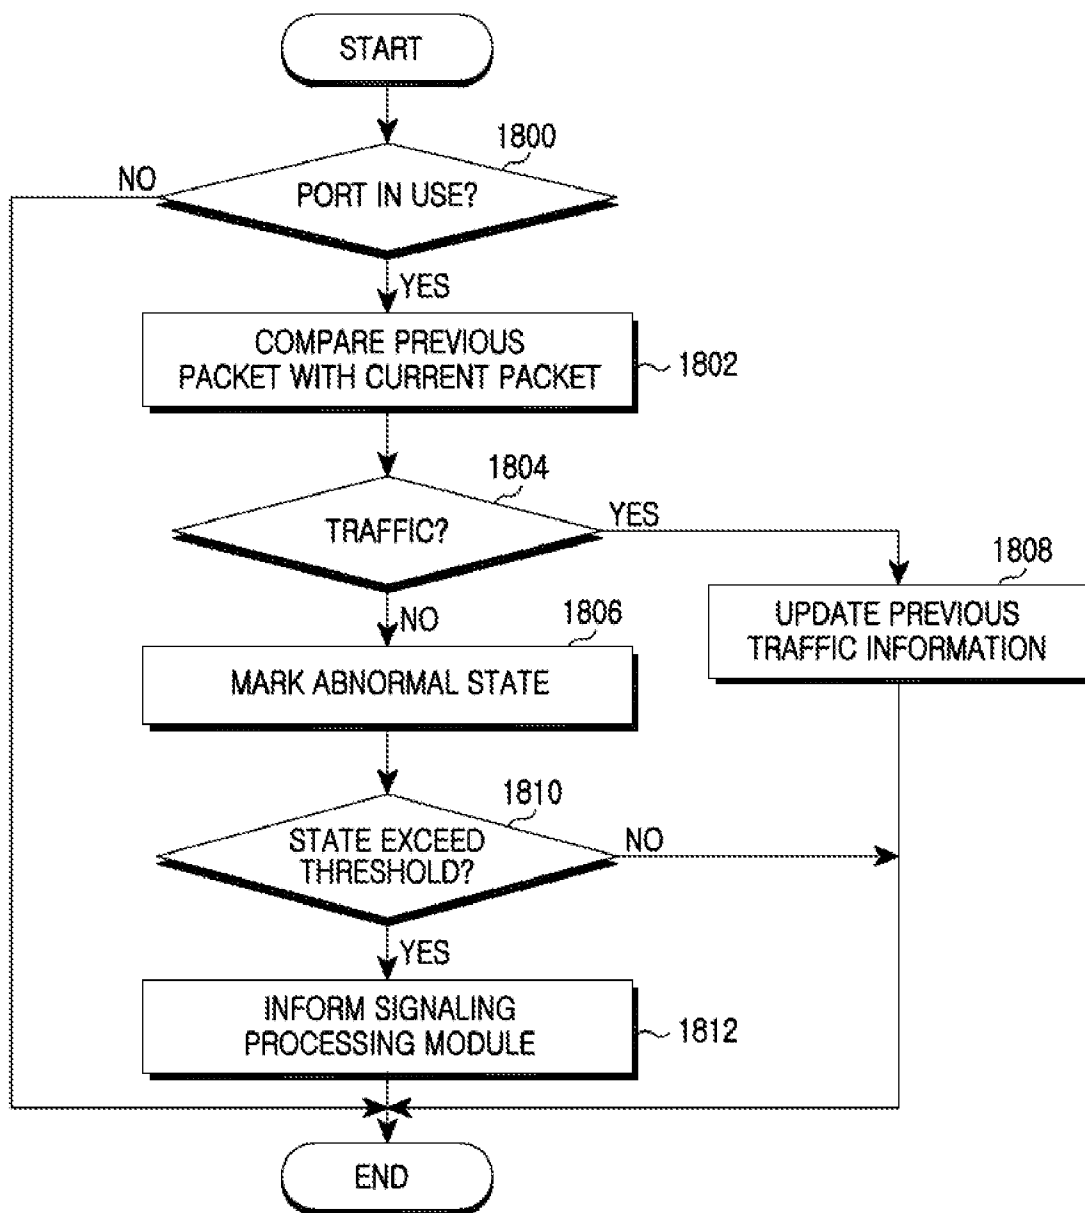 START
1800
NO
PORT IN USE?
YES
COMPARE PREVIOUS
PACKET WITH CURRENT PACKET
1802
1804
TRAFFIC?
YES
1808
NO
1806
UPDATE PREVIOUS
TRAFFIC INFORMATION
MARK ABNORMAL STATE
1810
STATE EXCEED
THRESHOLD?
NO
YES
INFORM SIGNALING
PROCESSING MODULE
1812
END